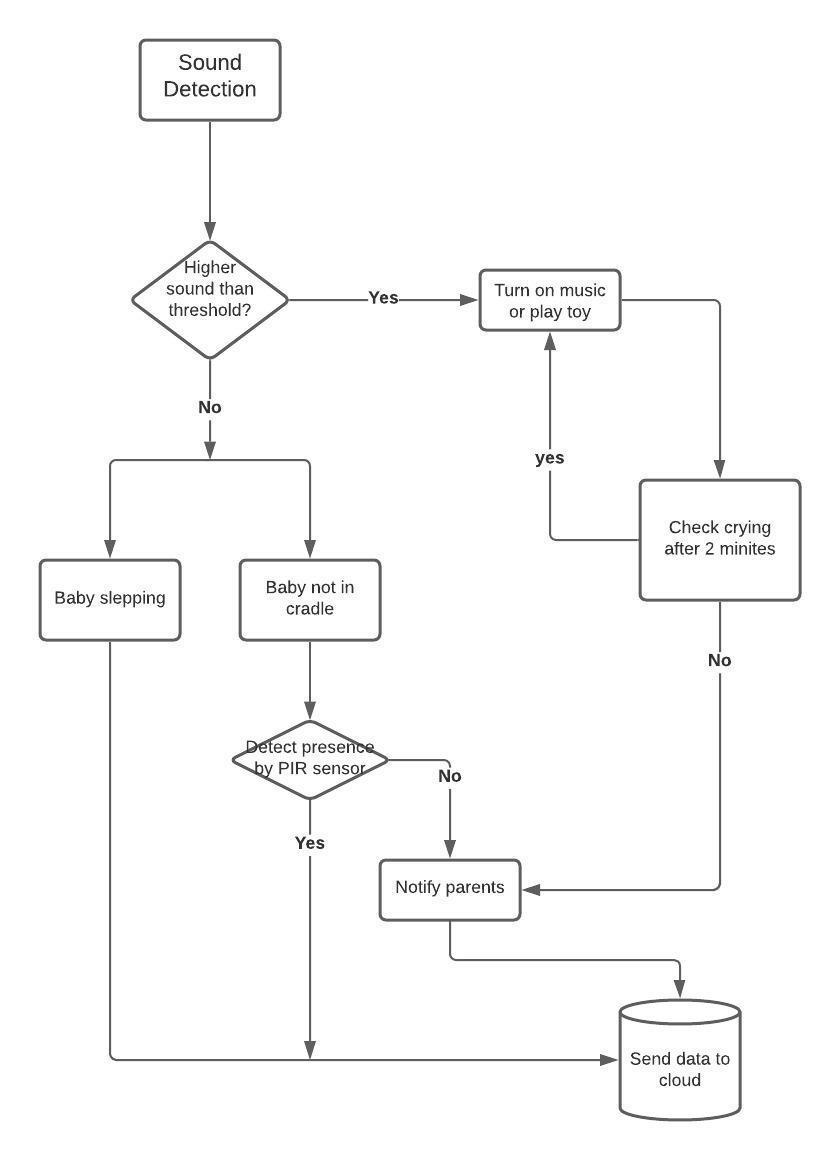 Sound
Detection
Higher
sound than
threshold?
Yes
Turn on music
or play toy
No
yes
Check crying
after 2 minites
Baby slepping
Baby not in
cradle
No
Detect presence
by PIR sensor
No
Yes
Notify parents
Send data to
cloud